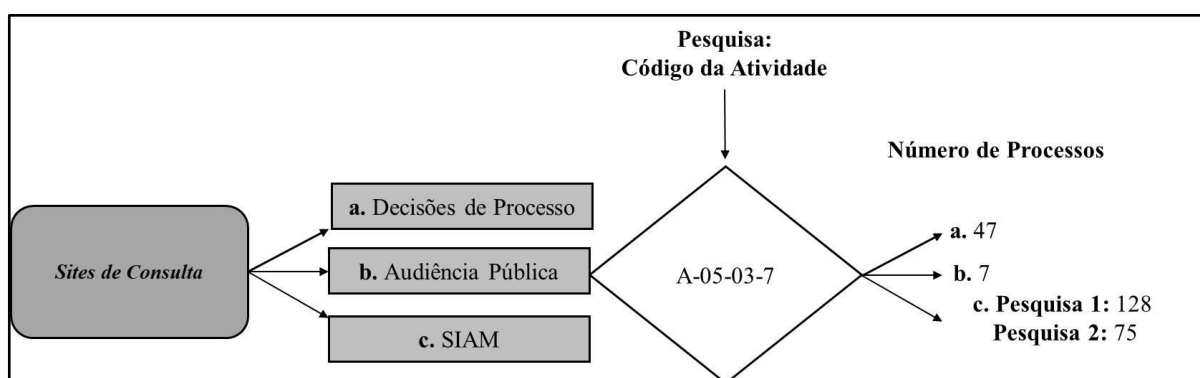 Pesquisa:
Código da Atividade
Número de Processos
Sites de Consulta
a. Decisões de Processo
b. Audiência Pública
c. SIAM
A-05-03-7
a. 47
b. 7
c. Pesquisa 1: 128
Pesquisa 2: 75